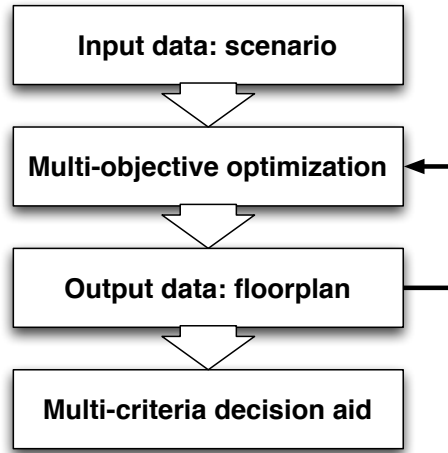 Input data: scenario
Multi-objective optimization
Output data: floorplan
Multi-criteria decision aid